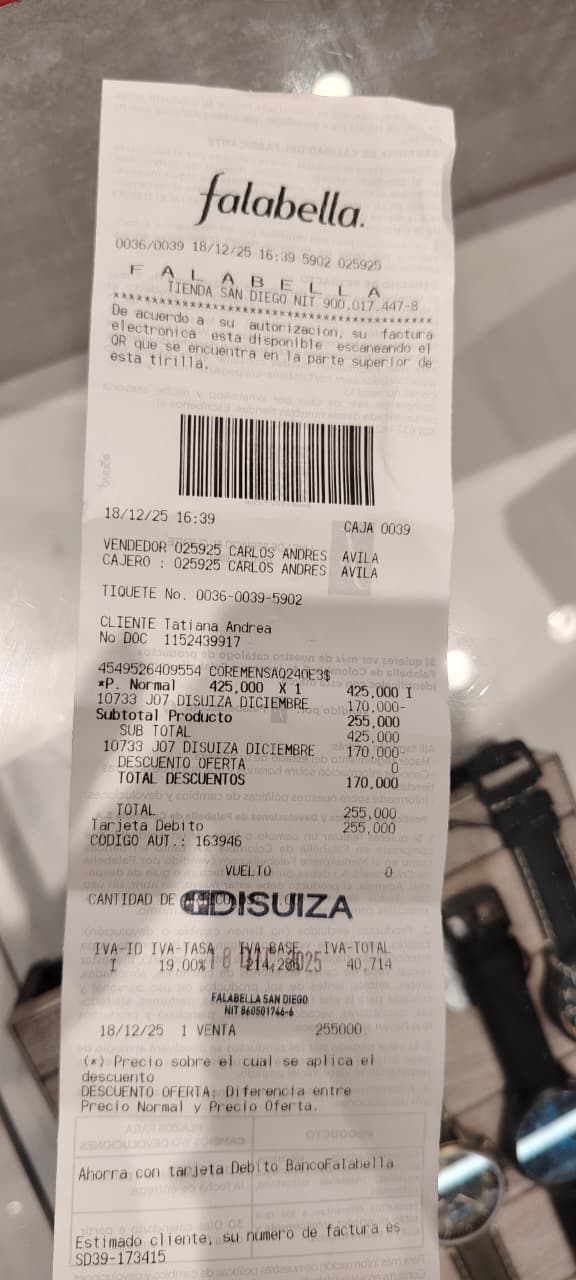 falabella.
0036/0039 18/12/25 16:39 5902 025925
F A L A B E L L A
TIENDA SAN DIEGO NIT 900.017.447-8
****************************************
De acuerdo a su autorizacion, su factura
electronica esta disponible escaneando el
QR que se encuentra en la parte superior de
esta tirilla.
18/12/25 16:39 CAJA 0039
VENDEDOR 025925 CARLOS ANDRES AVILA
CAJERO : 025925 CARLOS ANDRES AVILA
TIQUETE No. 0036-0039-5902
CLIENTE Tatiana Andrea
No DOC 1152439917
4549526409554 COREMENSAQ240E3$
*P. Normal 425,000 X 1 425,000 I
10733 J07 DISUIZA DICIEMBRE 170,000-
Subtotal Producto 255,000
SUB TOTAL 425,000
10733 J07 DISUIZA DICIEMBRE 170,000
DESCUENTO OFERTA 0
TOTAL DESCUENTOS 170,000
TOTAL 255,000
Tarjeta Debito 255,000
CODIGO AUT.: 163946
VUELTO 0
CANTIDAD DE
DISUIZA
IVA-ID IVA-TASA IVA-BASE IVA-TOTAL
I 19.00% 214,286 40,714
18 2025
FALABELLA SAN DIEGO
NIT 860501746-6
18/12/25 1 VENTA 255000
(*) Precio sobre el cual se aplica el
descuento
DESCUENTO OFERTA: Diferencia entre
Precio Normal y Precio Oferta.
Ahorra con tarjeta Debito BancoFalabella
Estimado cliente, su numero de factura es
SD39-173415